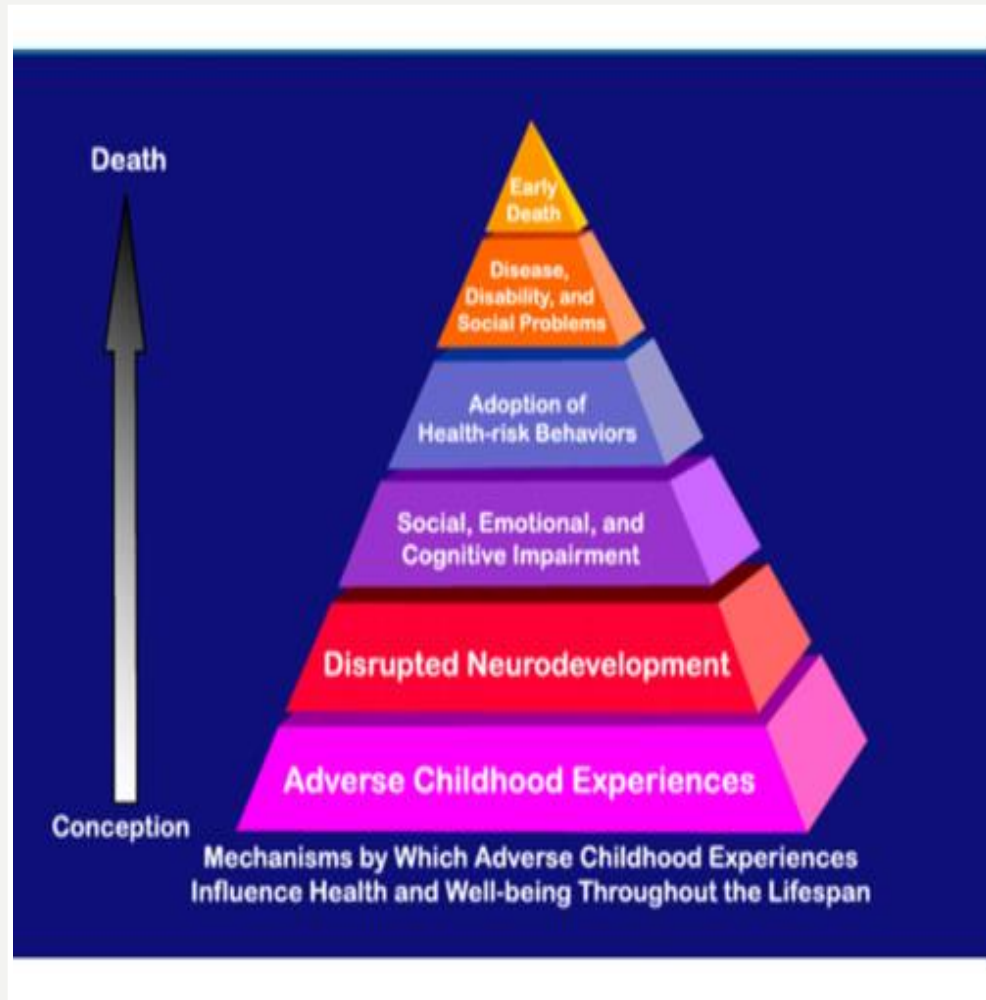 Death
Early
Death
Disease,
Disability, and
Social Problems
Adoption of
Health-risk Behaviors
Social, Emotional, and
Cognitive Impairment
Disrupted Neurodevelopment
Adverse Childhood Experiences
Conception
Mechanisms by Which Adverse Childhood Experiences
Influence Health and Well-being Throughout the Lifespan